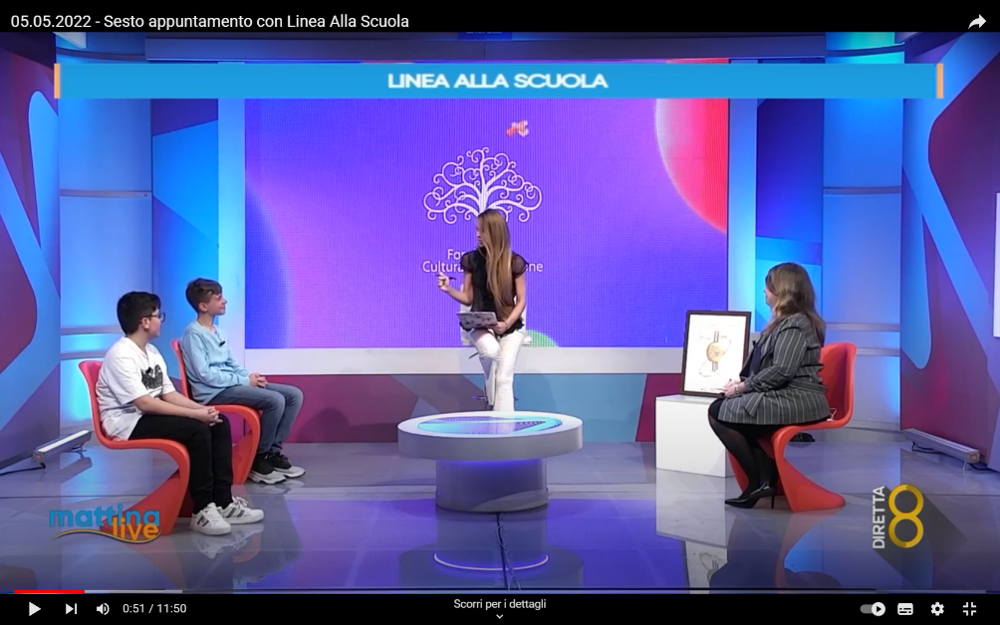 05.05.2022 - Sesto appuntamento con Linea Alla Scuola
LINEA ALLA SCUOLA
mattina
live
DIRETTA
8
0:51 / 11:50
Scorri per i dettagli